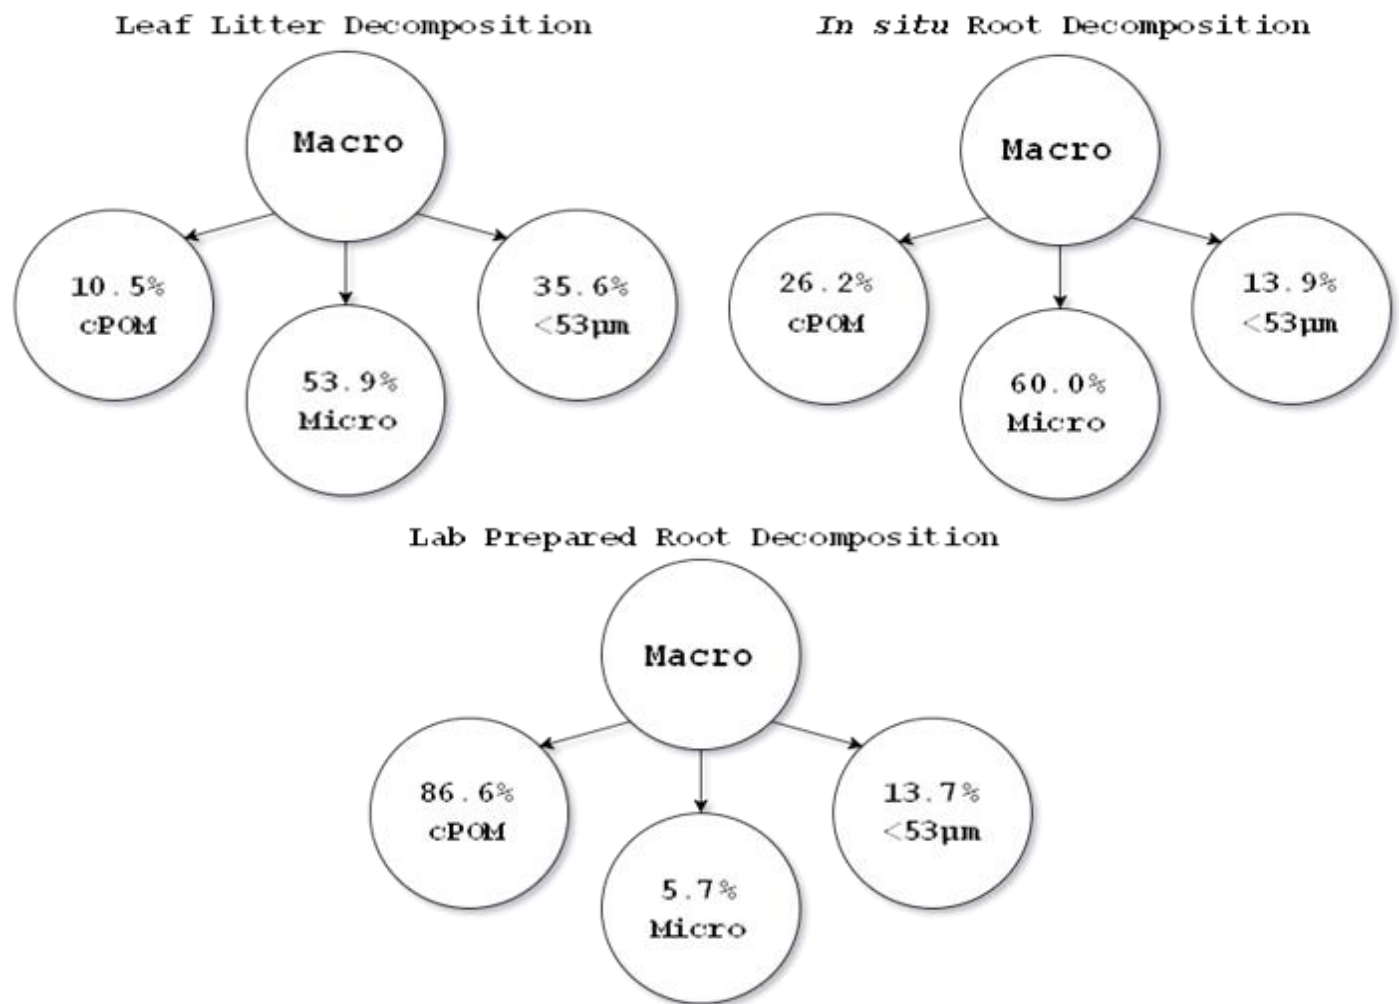 Leaf Litter Decomposition
Macro
10.5%
cPOM
53.9%
Micro
35.6%
<53µm
In situ Root Decomposition
Macro
26.2%
cPOM
60.0%
Micro
13.9%
<53µm
Lab Prepared Root Decomposition
Macro
86.6%
cPOM
5.7%
Micro
13.7%
<53µm